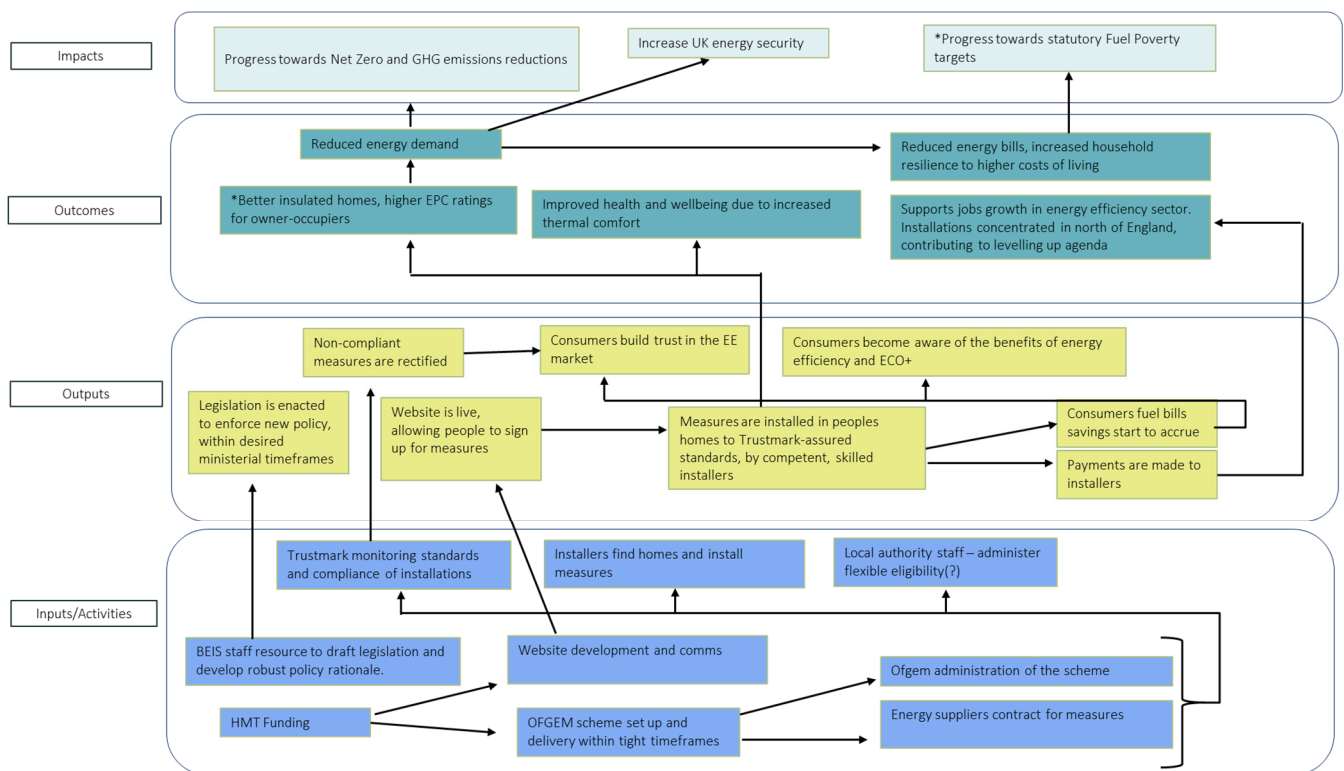 Impacts
Progress towards Net Zero and GHG emissions reductions
Increase UK energy security
*Progress towards statutory Fuel Poverty
targets
Outcomes
Reduced energy demand
Reduced energy bills, increased household
resilience to higher costs of living
*Better insulated homes, higher EPC ratings
for owner-occupiers
Improved health and wellbeing due to increased
thermal comfort
Supports jobs growth in energy efficiency sector.
Installations concentrated in north of England,
contributing to levelling up agenda
Outputs
Non-compliant
measures are rectified
Consumers build trust in the EE
market
Consumers become aware of the benefits of energy
efficiency and ECO+
Legislation is enacted
to enforce new policy,
within desired
ministerial timeframes
Website is live,
allowing people to sign
up for measures
Measures are installed in peoples
homes to Trustmark-assured
standards, by competent, skilled
installers
Consumers fuel bills
savings start to accrue
Payments are made to
installers
Inputs/Activities
Trustmark monitoring standards
and compliance of installations
Installers find homes and install
measures
Local authority staff – administer
flexible eligibility(?)
BEIS staff resource to draft legislation and
develop robust policy rationale.
Website development and comms
Ofgem administration of the scheme
HMT Funding
OFGEM scheme set up and
delivery within tight timeframes
Energy suppliers contract for measures